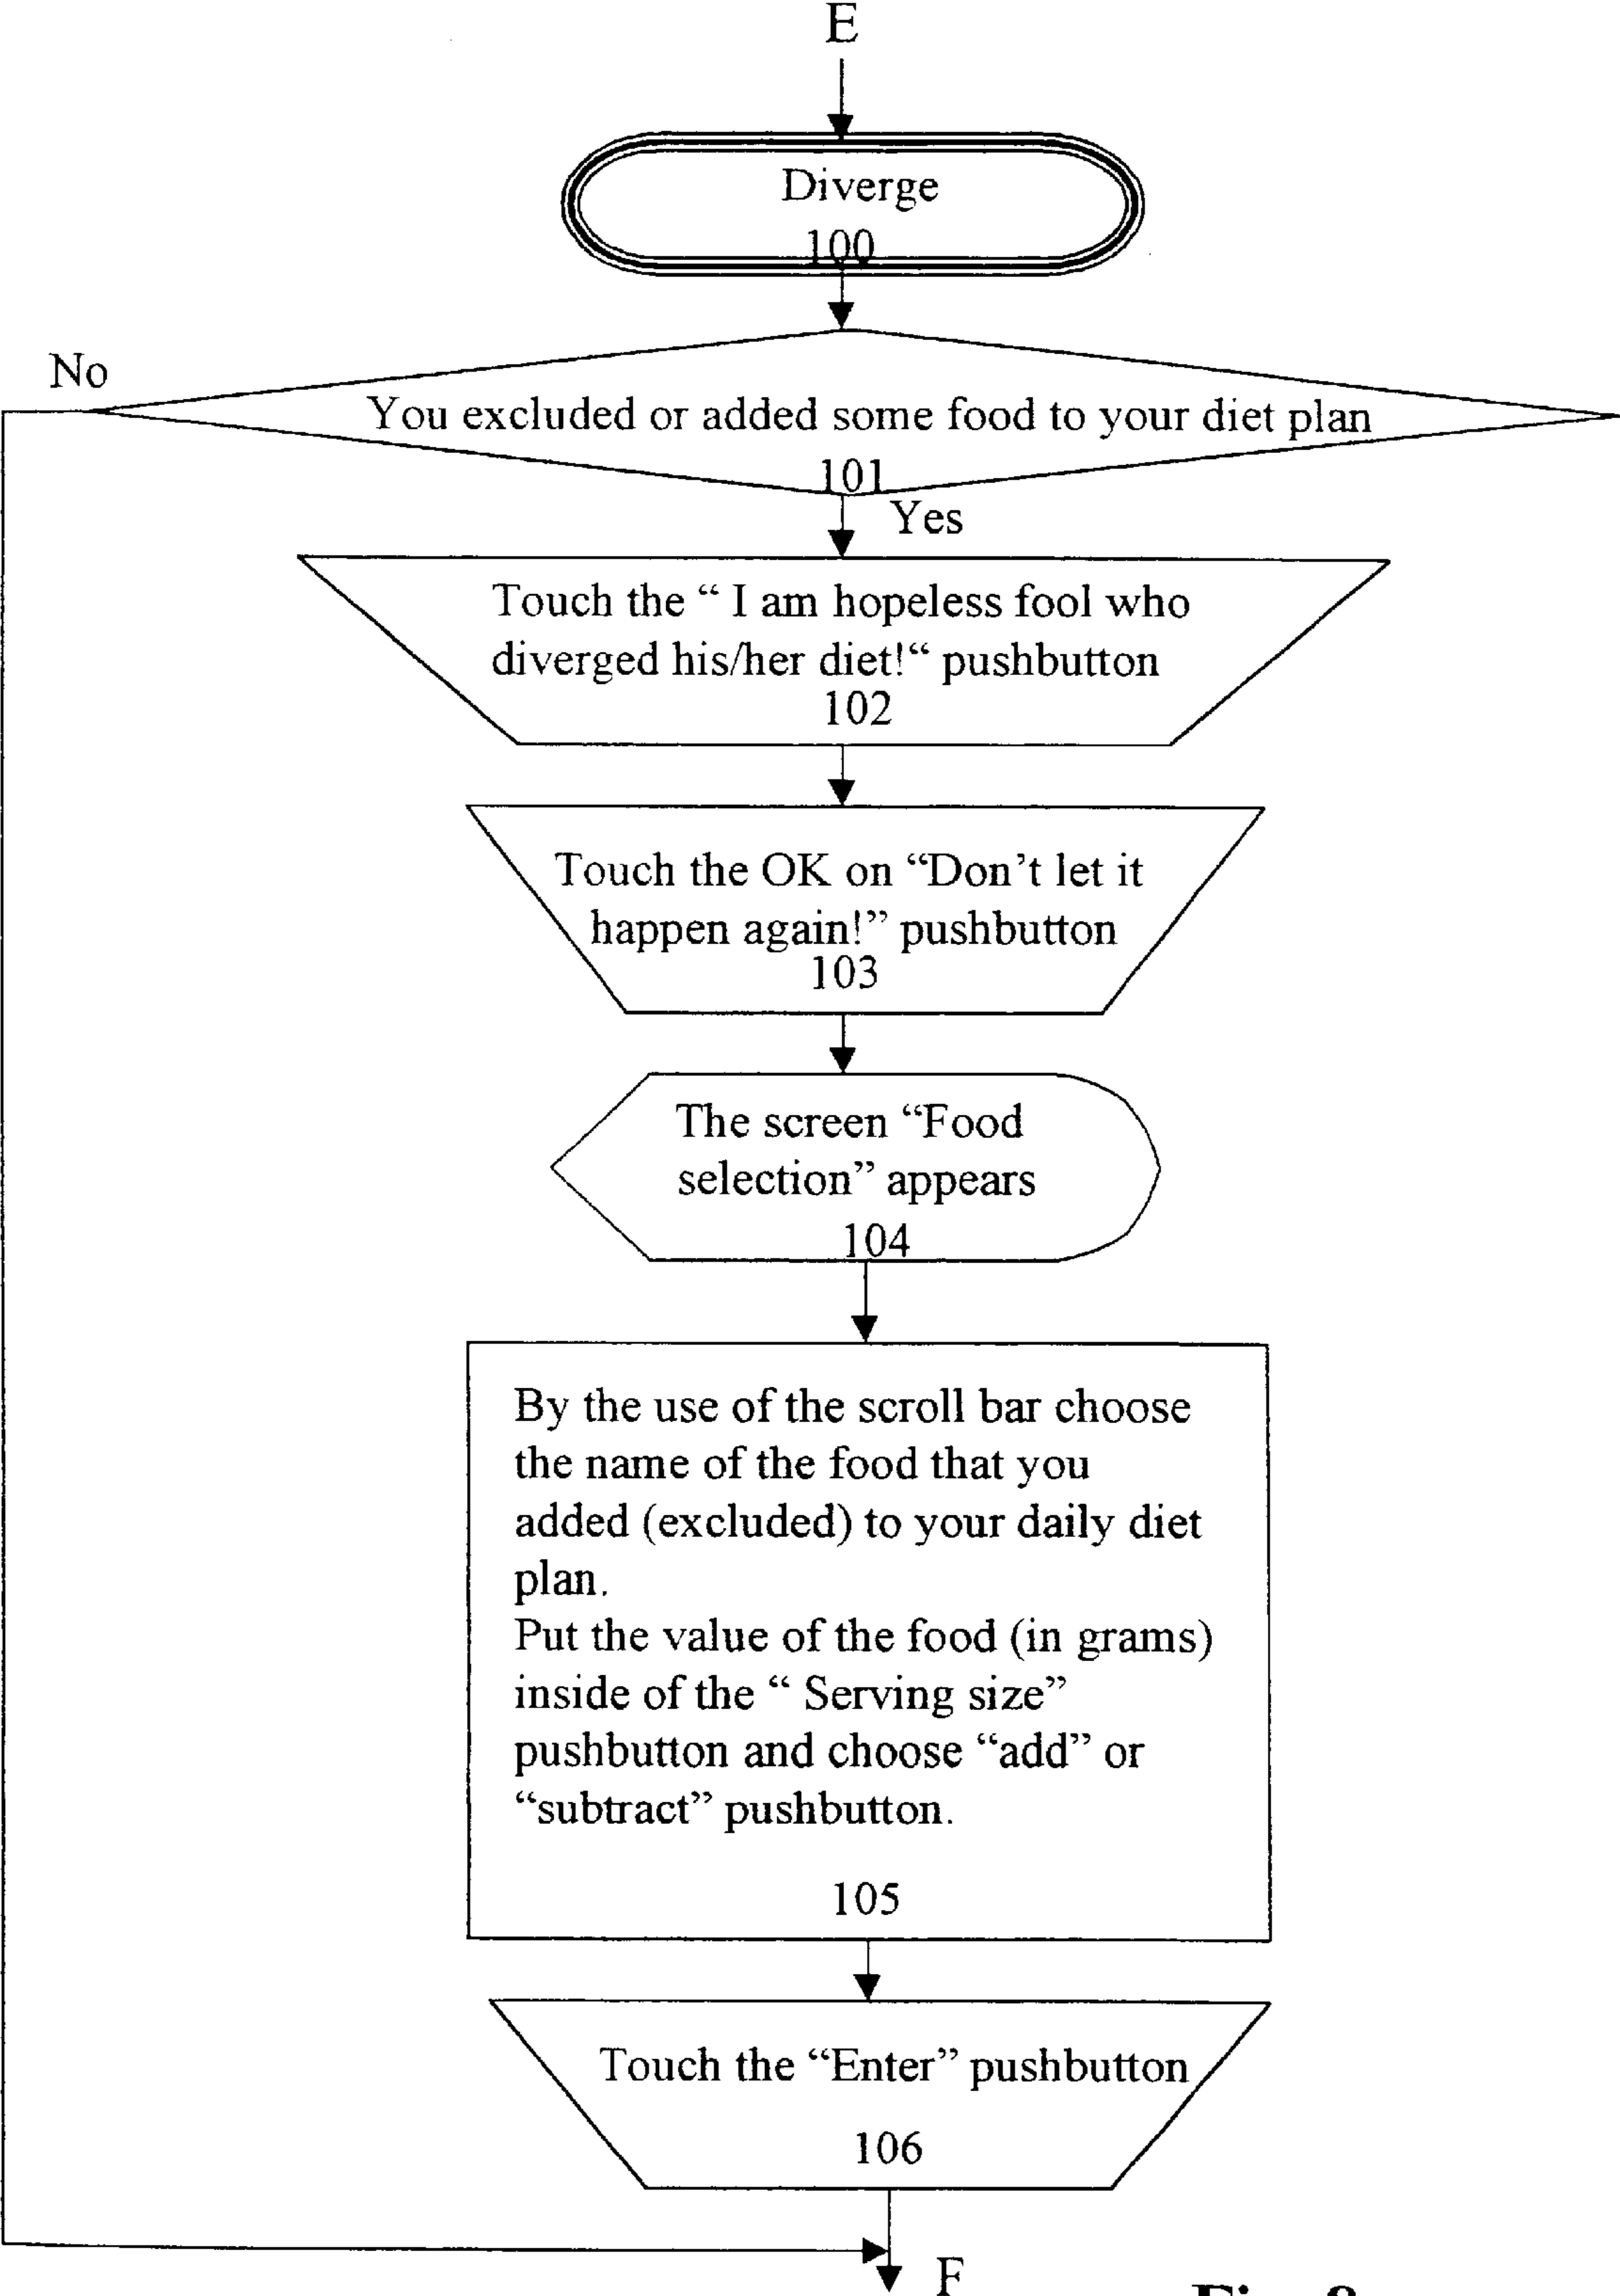 E
Diverge
100
No
You excluded or added some food to your diet plan
101
Yes
Touch the “ I am hopeless fool who
diverged his/her diet!“ pushbutton
102
Touch the OK on “Don’t let it
happen again!” pushbutton
103
The screen “Food
selection” appears
104
By the use of the scroll bar choose
the name of the food that you
added (excluded) to your daily diet
plan.
Put the value of the food (in grams)
inside of the “ Serving size”
pushbutton and choose “add” or
“subtract” pushbutton.
105
Touch the “Enter” pushbutton
106
F